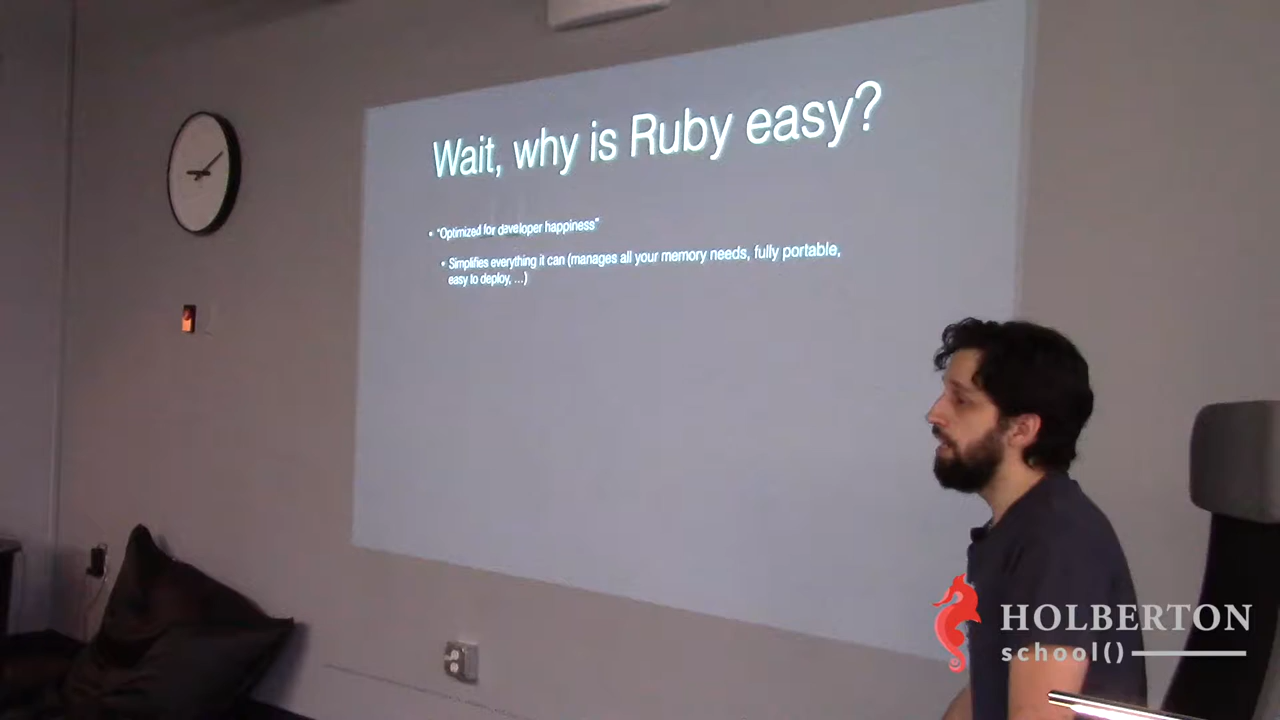 Wait, why is Ruby easy?
• "Optimized for developer happiness"
• Simplifies everything it can (manages all your memory needs, fully portable,
easy to deploy, ...)
HOLBERTON
school()